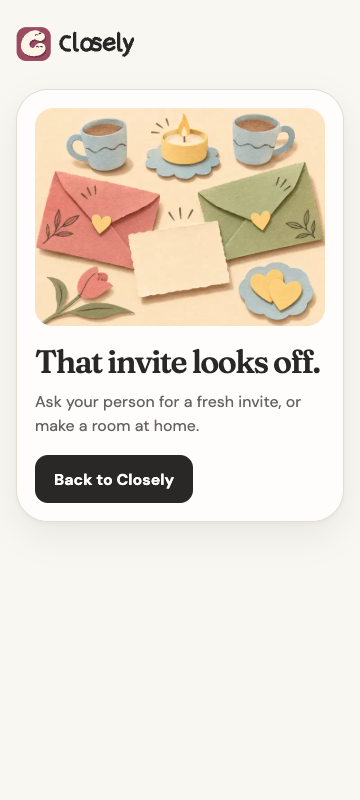 Closely
That invite looks off.
Ask your person for a fresh invite, or
make a room at home.
Back to Closely